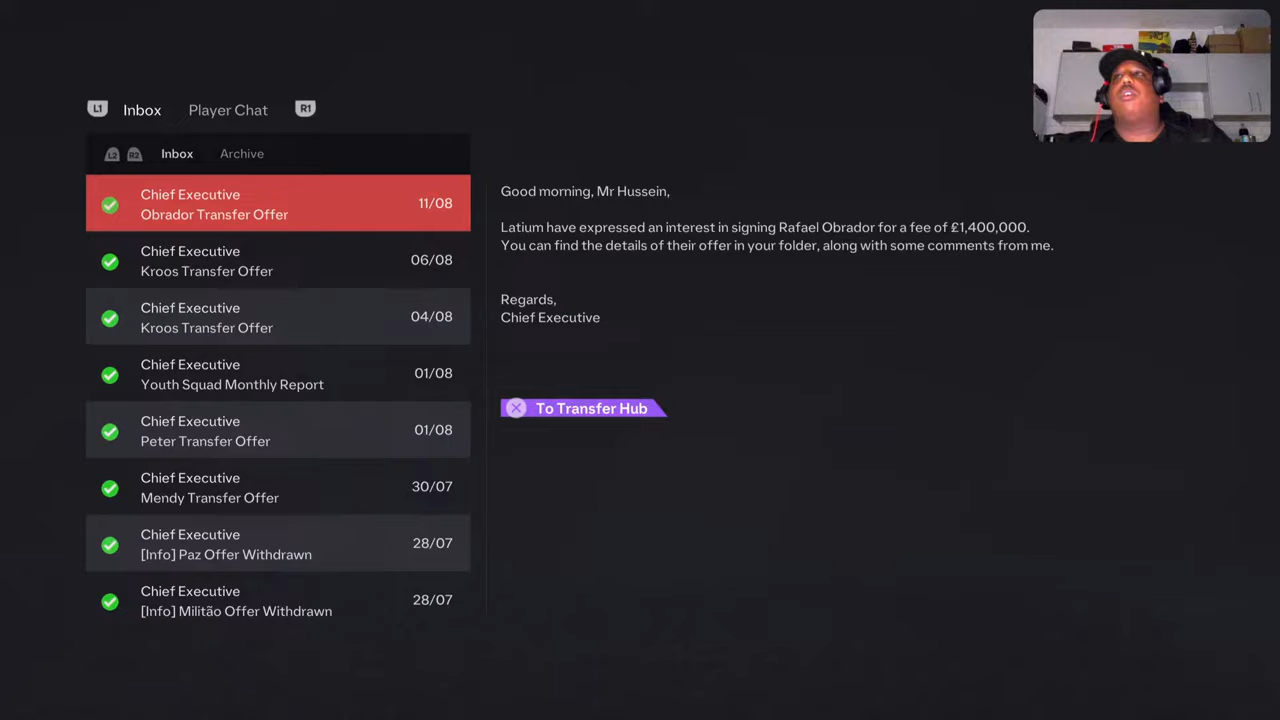 L1 Inbox Player Chat R1
L2 R2 Inbox Archive
Chief Executive
Obrador Transfer Offer
11/08
Chief Executive
Kroos Transfer Offer
06/08
Chief Executive
Kroos Transfer Offer
04/08
Chief Executive
Youth Squad Monthly Report
01/08
Chief Executive
Peter Transfer Offer
01/08
Chief Executive
Mendy Transfer Offer
30/07
Chief Executive
[Info] Paz Offer Withdrawn
28/07
Chief Executive
[Info] Militão Offer Withdrawn
28/07
Good morning, Mr Hussein,
Latium have expressed an interest in signing Rafael Obrador for a fee of £1,400,000.
You can find the details of their offer in your folder, along with some comments from me.
Regards,
Chief Executive
To Transfer Hub